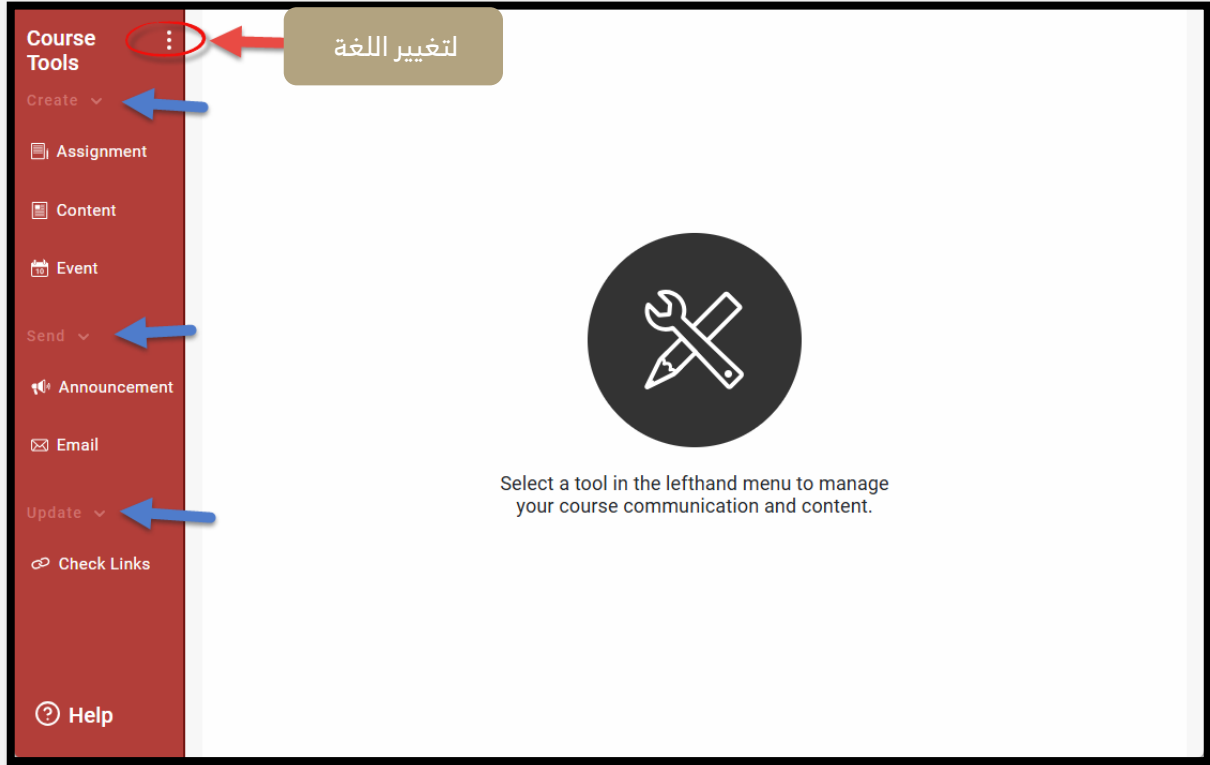 Course
Tools
لتغيير اللغة
Create
Assignment
Content
10
Event
Send
Announcement
Email
Update
Check Links
Help
Select a tool in the lefthand menu to manage
your course communication and content.